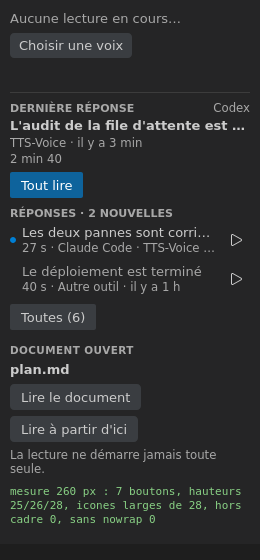 Aucune lecture en cours…
Choisir une voix
DERNIÈRE RÉPONSE Codex
L'audit de la file d'attente est …
TTS-Voice · il y a 3 min
2 min 40
Tout lire
RÉPONSES · 2 NOUVELLES
Les deux pannes sont corri…
27 s · Claude Code · TTS-Voice …
Le déploiement est terminé
40 s · Autre outil · il y a 1 h
Toutes (6)
DOCUMENT OUVERT
plan.md
Lire le document
Lire à partir d'ici
La lecture ne démarre jamais toute
seule.
mesure 260 px : 7 boutons, hauteurs
25/26/28, icones larges de 28, hors
cadre 0, sans nowrap 0